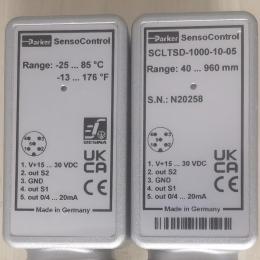 Parker SensoControl
Range: -25 ... 85 °C
-13 ... 176 °F
SESINA
1. V+15 ... 30 VDC
2. out S2
3. GND
4. out S1
5. out 0/4 ... 20mA
UK
CA
CE
Made in Germany
Parker SensoControl
SCLTSD-1000-10-05
Range: 40 ... 960 mm
S.N.: N20258
1. V+15 ... 30 VDC
2. out S2
3. GND
4. out S1
5. out 0/4 ... 20mA
UK
CA
CE
Made in Germany